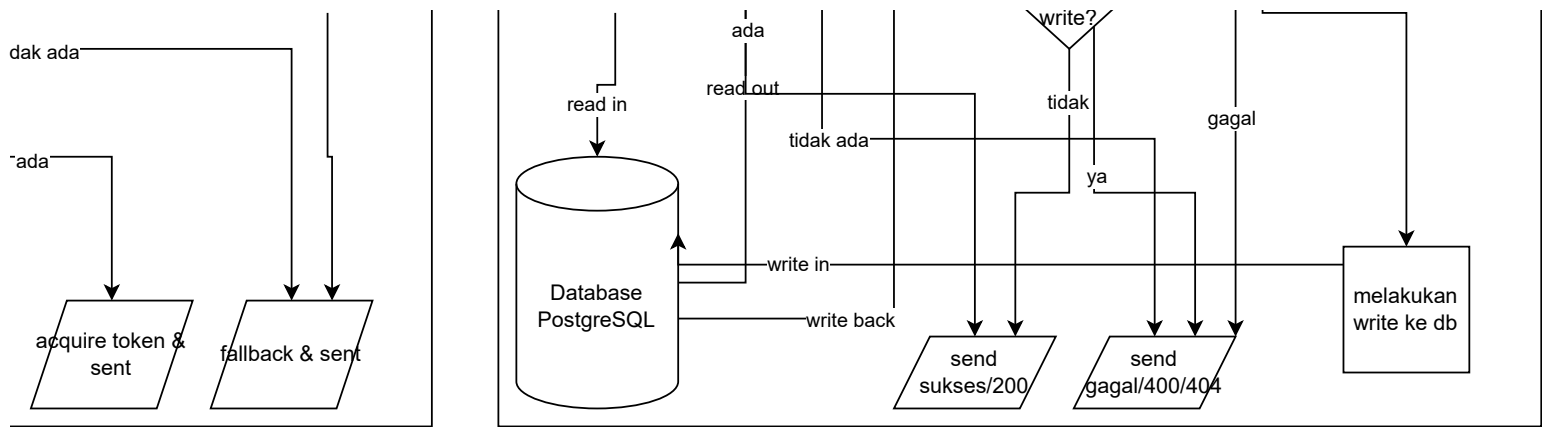 write?
ada
dak ada
read out
read in
tidak
gagal
tidak ada
ada
ya
write in
Database
PostgreSQL
melakukan
write ke db
write back
acquire token &
sent
fallback & sent
send
sukses/200
send
gagal/400/404